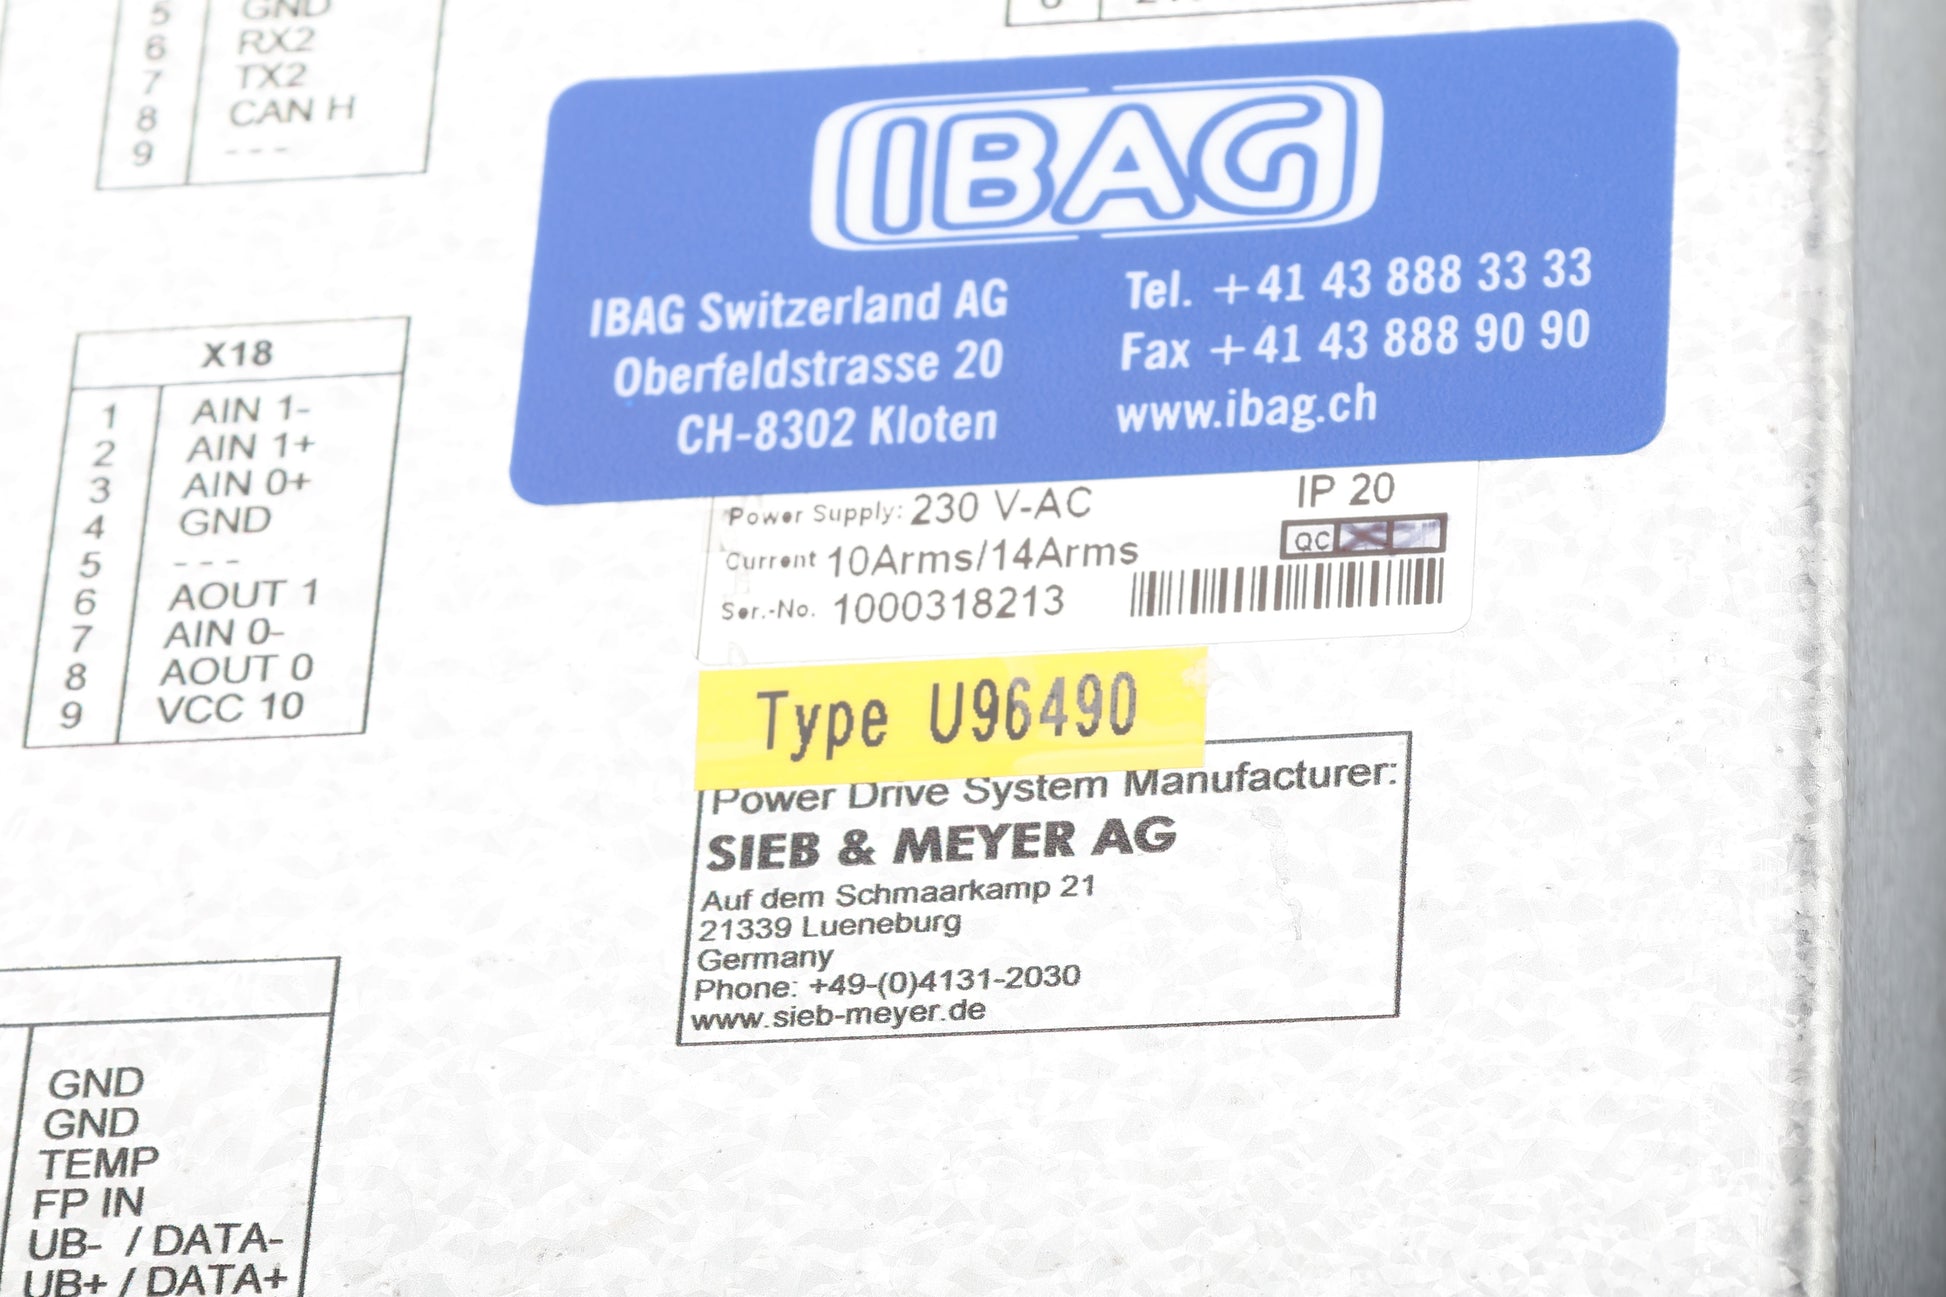 5 GND
6 RX2
7 TX2
8 CAN H
9 ---
IBAG
IBAG Switzerland AG
Oberfeldstrasse 20
CH-8302 Kloten
Tel. +41 43 888 33 33
Fax +41 43 888 90 90
www.ibag.ch
X18
1 AIN 1-
2 AIN 1+
3 AIN 0+
4 GND
5 ---
6 AOUT 1
7 AIN 0-
8 AOUT 0
9 VCC 10
Power Supply: 230 V-AC
IP 20
Current 10Arms/14Arms
QC
Ser.-No. 1000318213
Type U96490
Power Drive System Manufacturer:
SIEB & MEYER AG
Auf dem Schmaarkamp 21
21339 Lueneburg
Germany
Phone: +49-(0)4131-2030
www.sieb-meyer.de
GND
GND
TEMP
FP IN
UB- / DATA-
UB+ / DATA+